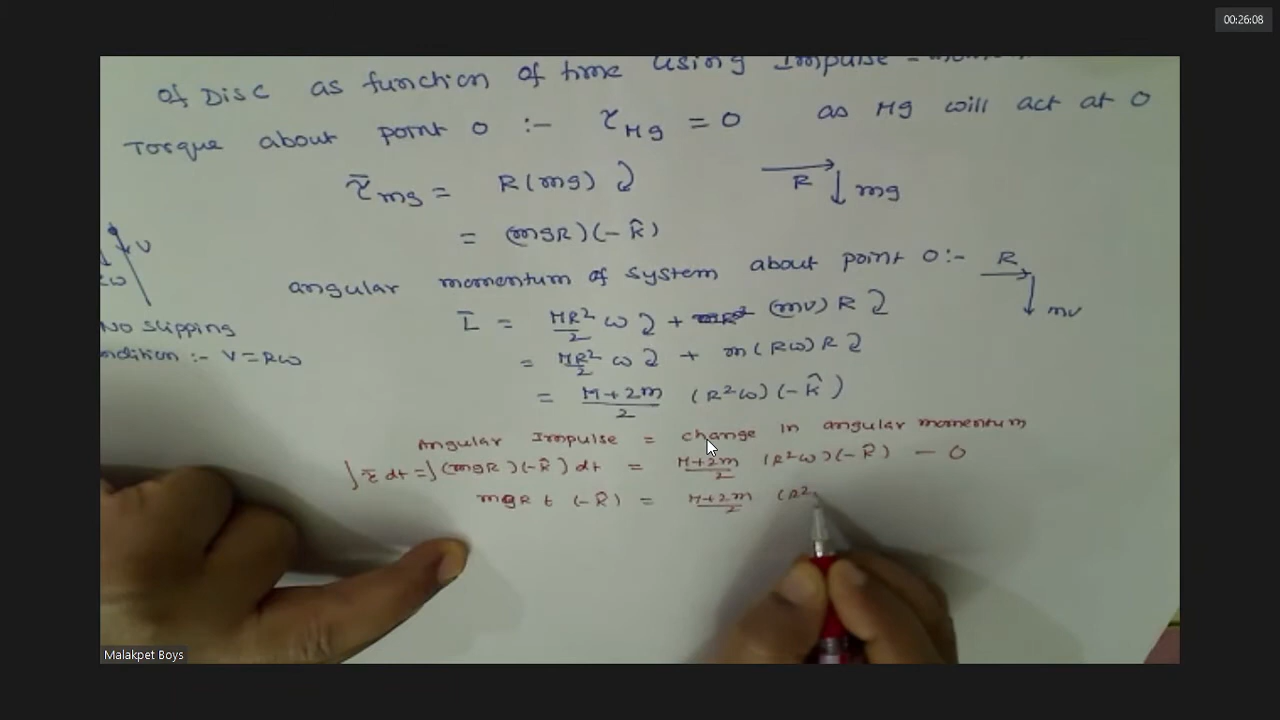 00:26:08
of Disc as function of time using Impulse -
Torque about point O :- τMg = 0 as Mg will act at O
τ̄mg = R(mg) ⤵ R mg
= (mgR)(-k̂)
V
Rω
angular momentum of system about point O:- R
L̄ = MR²/2 ω ⤵ + (mv) R ⤵ mv
No slipping
ndition :- V=Rω
= MR²/2 ω ⤵ + m(Rω)R ⤵
= M+2m/2 (R²ω)(-k̂)
Angular Impulse = change in angular momentum
∫τ̄ dt = ∫(mgR)(-k̂) dt = M+2m/2 (R²ω)(-k̂) - 0
mgR t (-k̂) = M+2m/2 (R²
Malakpet Boys